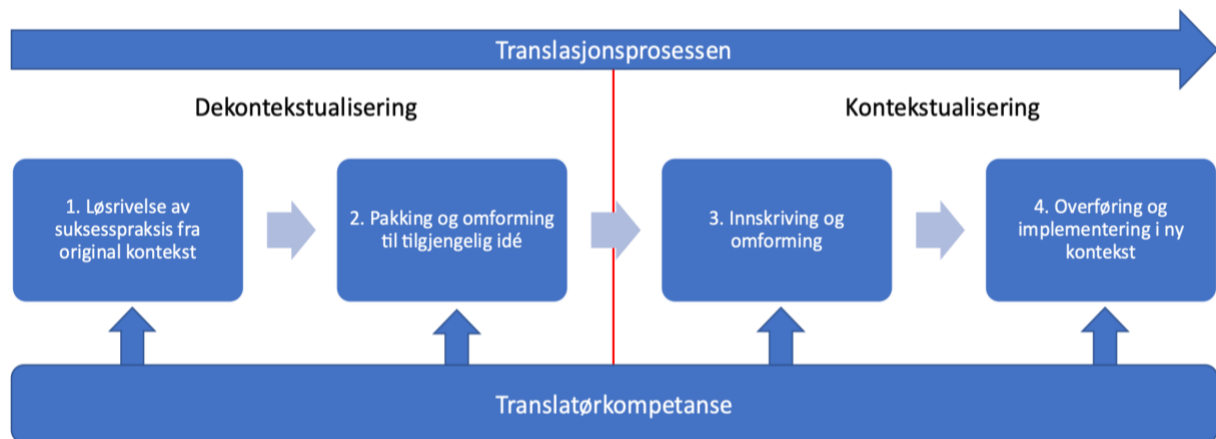 Translasjonsprosessen
Dekontekstualisering
Kontekstualisering
1. Løsrivelse av
suksesspraksis fra
original kontekst
2. Pakking og omforming
til tilgjengelig idé
3. Innskriving og
omforming
4. Overføring og
implementering i ny
kontekst
Translatørkompetanse